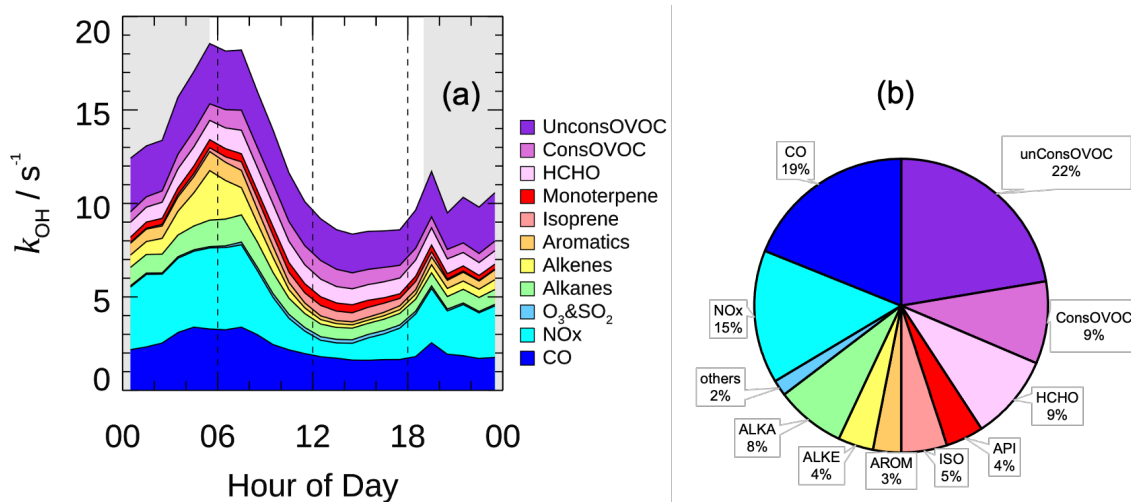 20
15
10
5
0
k_OH / s⁻¹
00
06
12
18
00
Hour of Day
(a)
UnconsOVOC
ConsOVOC
HCHO
Monoterpene
Isoprene
Aromatics
Alkenes
Alkanes
O₃&SO₂
NOx
CO
(b)
unConsOVOC
22%
ConsOVOC
9%
HCHO
9%
API
4%
ISO
5%
AROM
3%
ALKE
4%
ALKA
8%
others
2%
NOx
15%
CO
19%